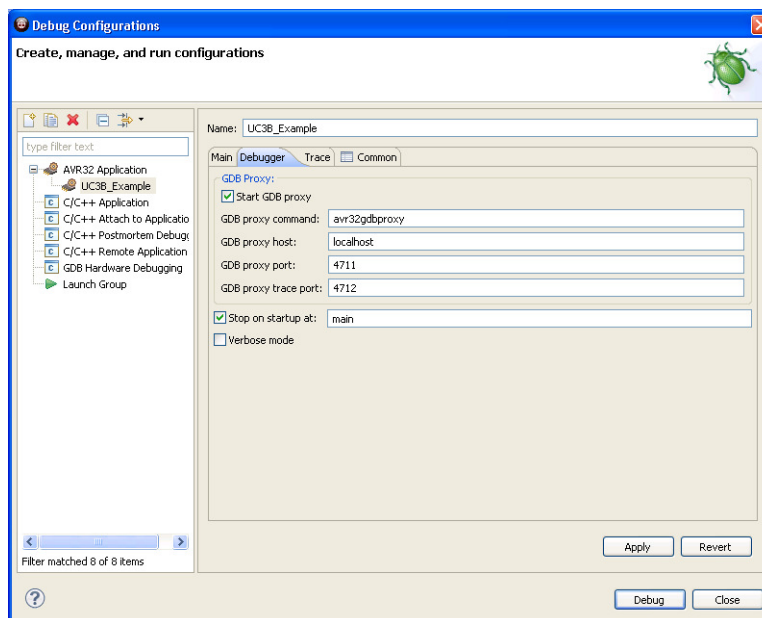 Debug Configurations
Create, manage, and run configurations
type filter text
AVR32 Application
UC3B_Example
C/C++ Application
C/C++ Attach to Applicatio
C/C++ Postmortem Debugg
C/C++ Remote Application
GDB Hardware Debugging
Launch Group
Filter matched 8 of 8 items
Name: UC3B_Example
Main Debugger Trace Common
GDB Proxy:
Start GDB proxy
GDB proxy command: avr32gdbproxy
GDB proxy host: localhost
GDB proxy port: 4711
GDB proxy trace port: 4712
Stop on startup at: main
Verbose mode
Apply Revert
Debug Close